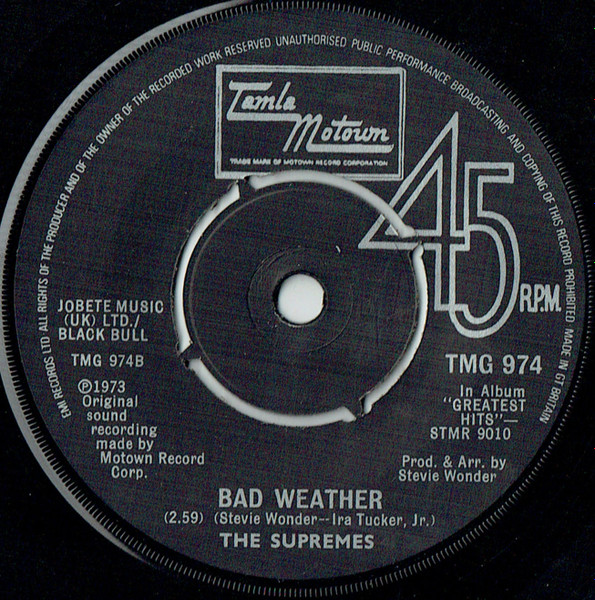 EMI RECORDS LTD. ALL RIGHTS OF THE PRODUCER AND OF THE OWNER OF THE RECORDED WORK RESERVED UNAUTHORISED PUBLIC PERFORMANCE BROADCASTING AND COPYING OF THIS RECORD PROHIBITED MADE IN GT BRITAIN
Tamla
Motown
TRADE MARK OF MOTOWN RECORD CORPORATION
45
R.P.M.
JOBETE MUSIC
(UK) LTD./
BLACK BULL
TMG 974B
℗1973
Original
sound
recording
made by
Motown Record
Corp.
TMG 974
In Album
"GREATEST
HITS"—
STMR 9010
Prod. & Arr. by
Stevie Wonder
BAD WEATHER
(2.59) (Stevie Wonder--Ira Tucker, Jr.)
THE SUPREMES